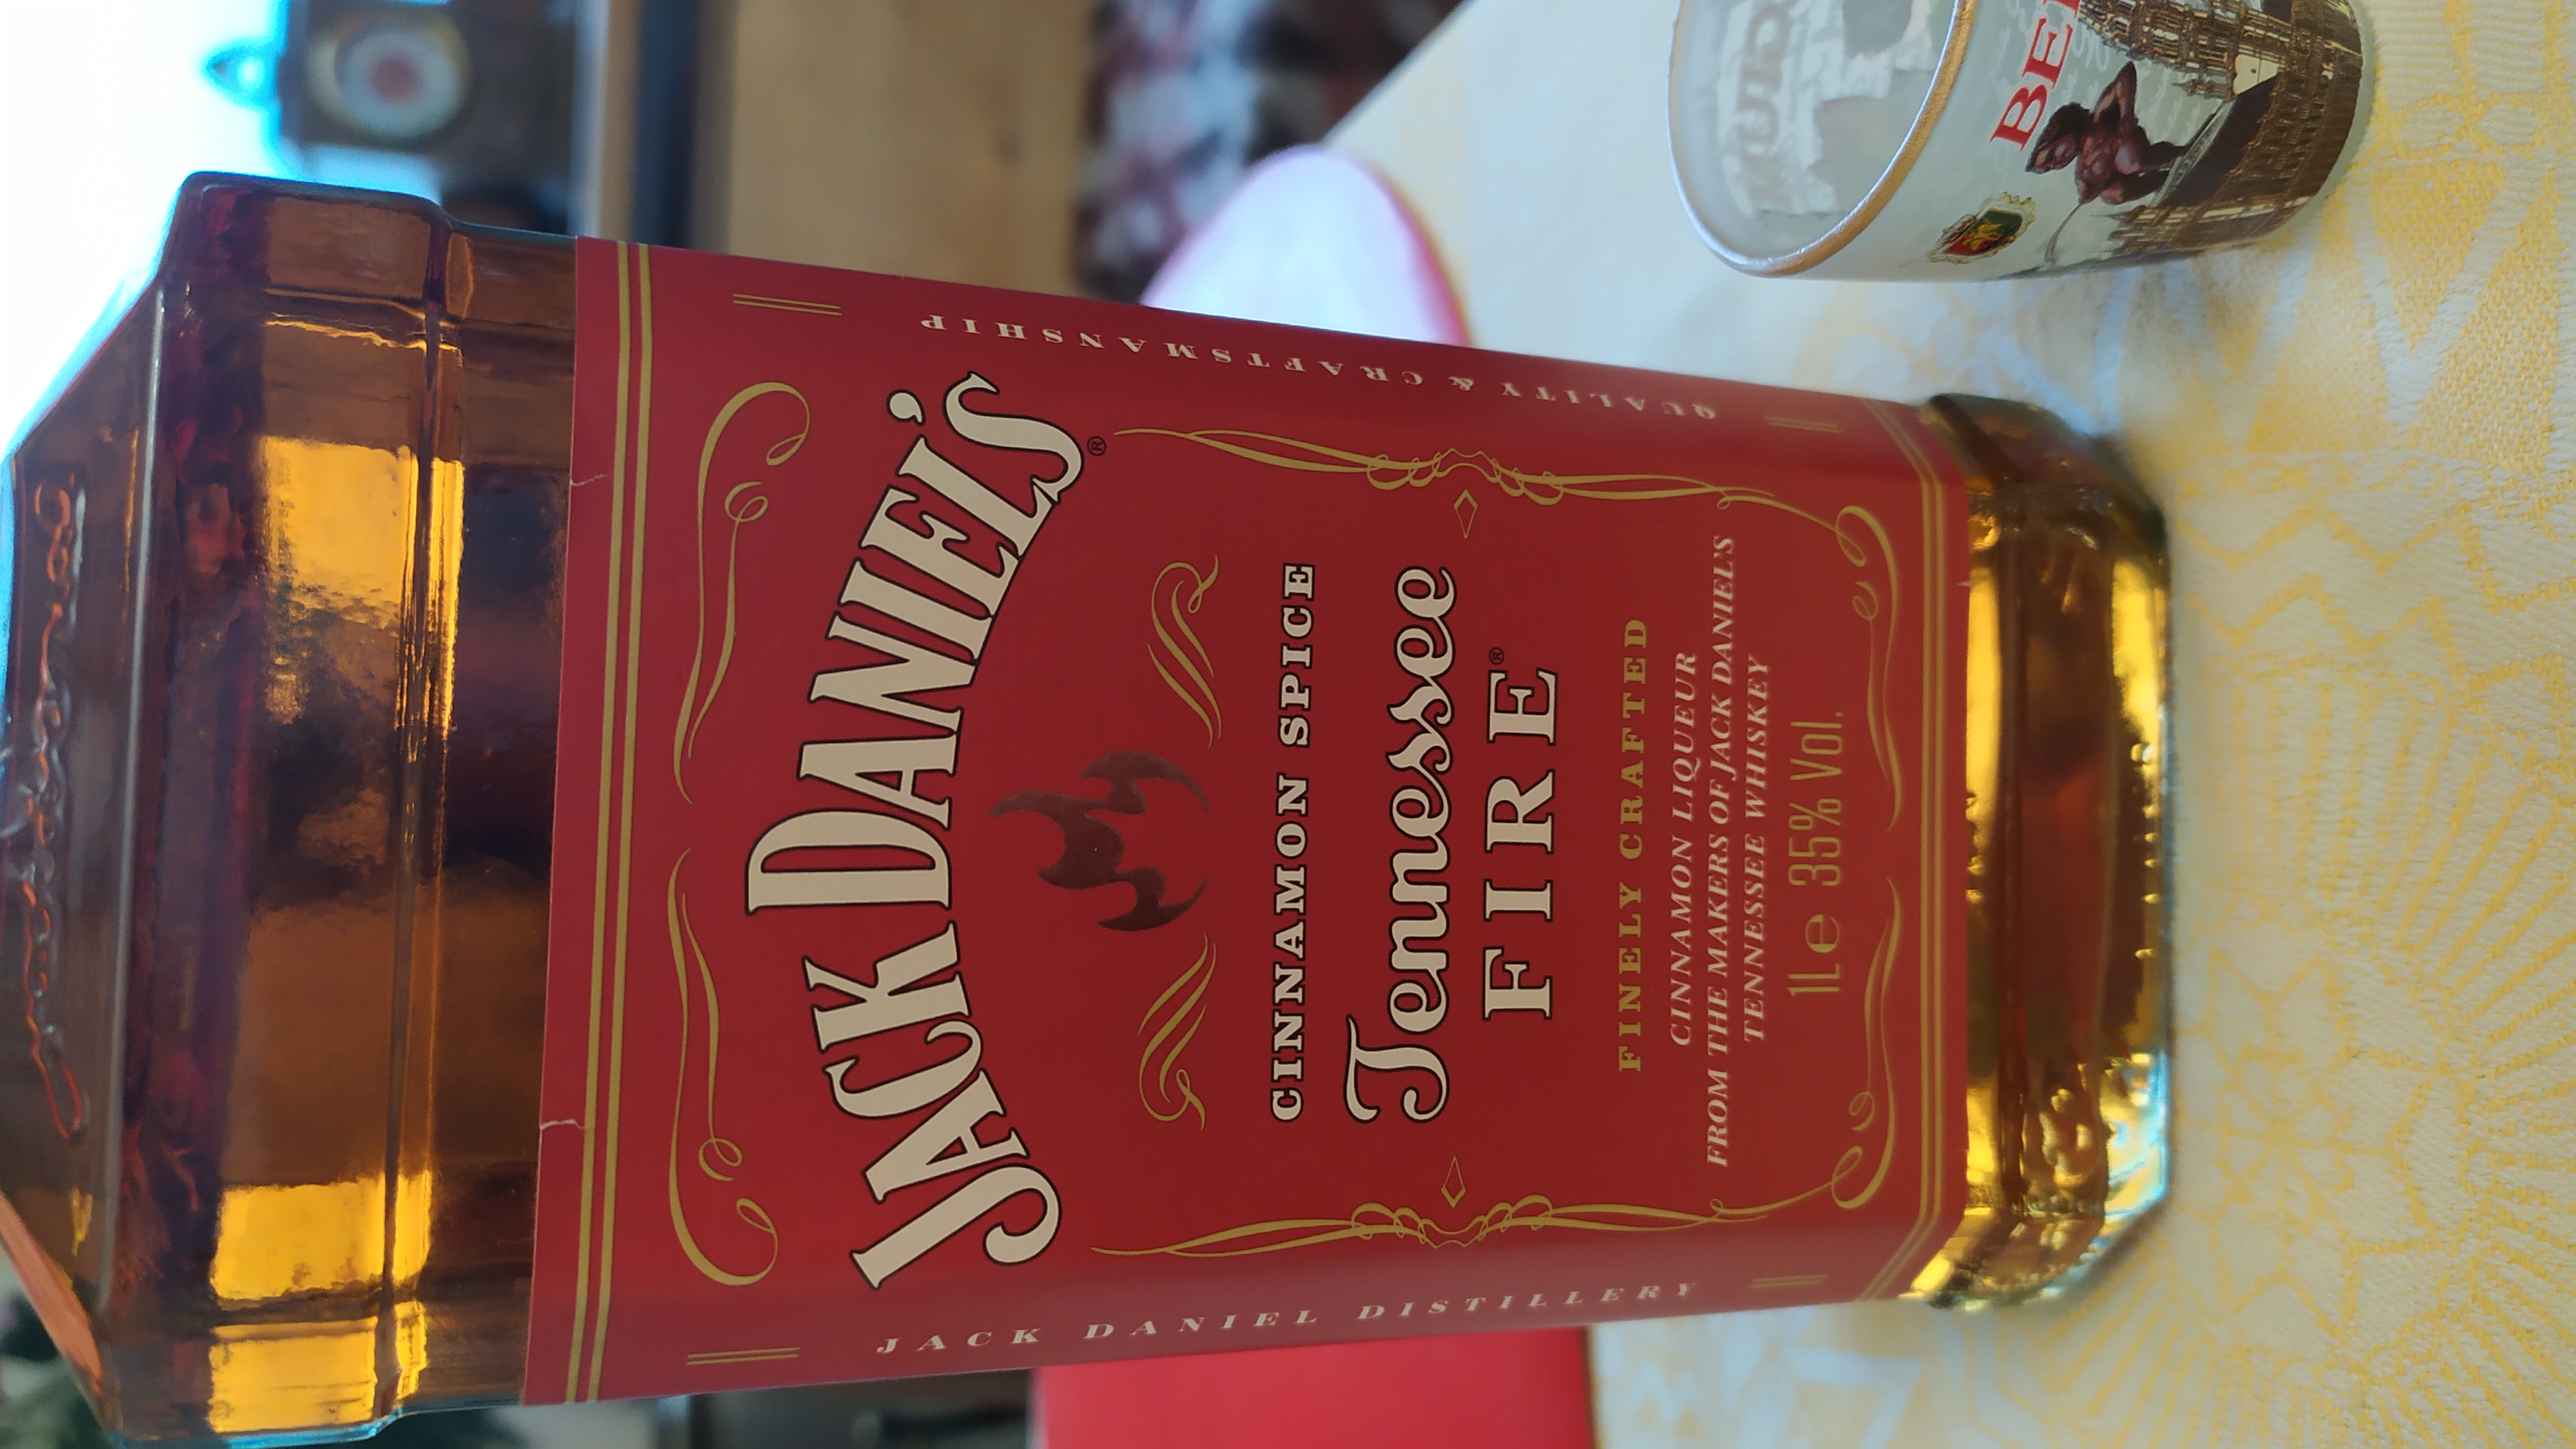 JACK DANIEL'S®
CINNAMON SPICE
Tennessee
FIRE®
FINELY CRAFTED
CINNAMON LIQUEUR
FROM THE MAKERS OF JACK DANIEL'S
TENNESSEE WHISKEY
1L e 35% Vol.
JACK DANIEL DISTILLERY
QUALITY & CRAFTSMANSHIP